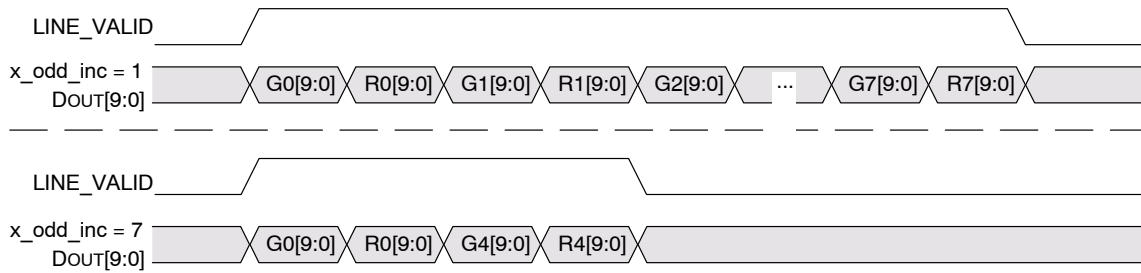 LINE_VALID
x_odd_inc = 1
DOUT[9:0]
G0[9:0] R0[9:0] G1[9:0] R1[9:0] G2[9:0] ... G7[9:0] R7[9:0]
LINE_VALID
x_odd_inc = 7
DOUT[9:0]
G0[9:0] R0[9:0] G4[9:0] R4[9:0]